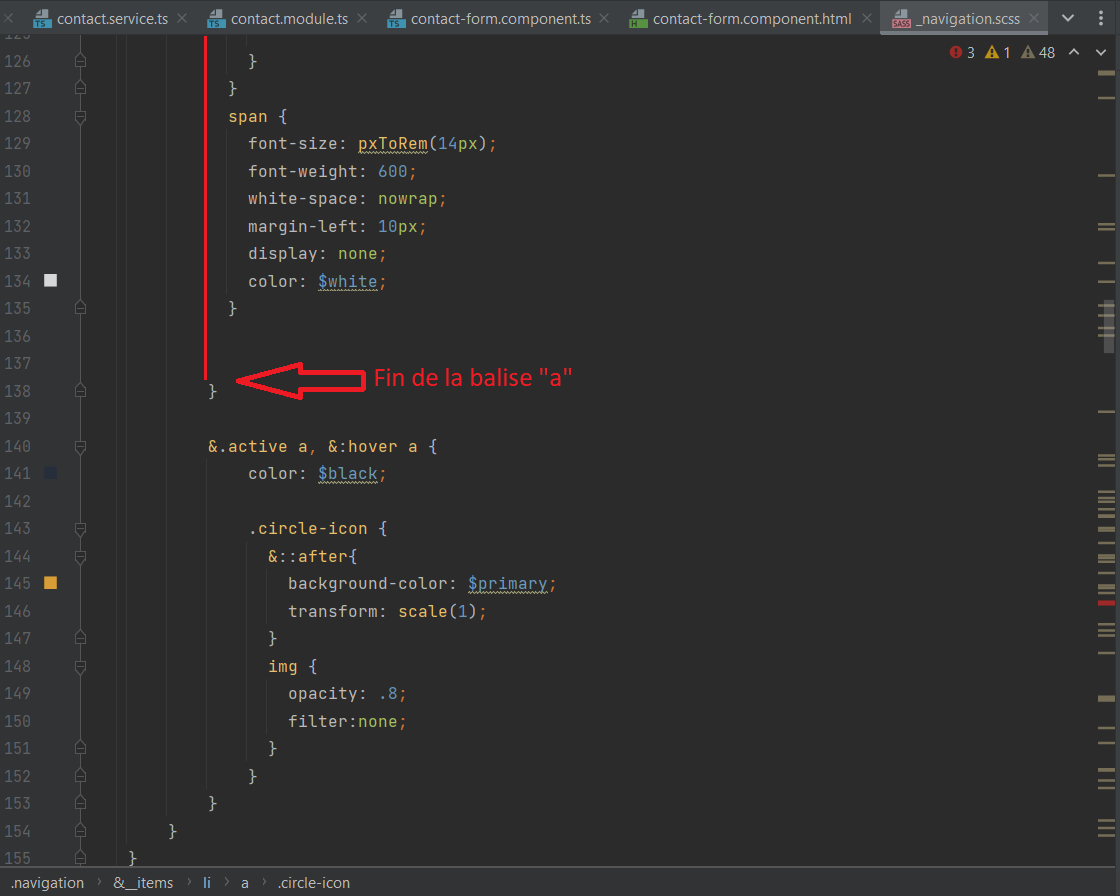 contact.service.ts contact.module.ts contact-form.component.ts contact-form.component.html _navigation.scss
3 1 48
125
126 }
127 }
128 span {
129 font-size: pxToRem(14px);
130 font-weight: 600;
131 white-space: nowrap;
132 margin-left: 10px;
133 display: none;
134 color: $white;
135 }
136
137
Fin de la balise "a"
138 }
139
140 &.active a, &:hover a {
141 color: $black;
142
143 .circle-icon {
144 &::after{
145 background-color: $primary;
146 transform: scale(1);
147 }
148 img {
149 opacity: .8;
150 filter:none;
151 }
152 }
153 }
154 }
155 }
.navigation &__items li a .circle-icon